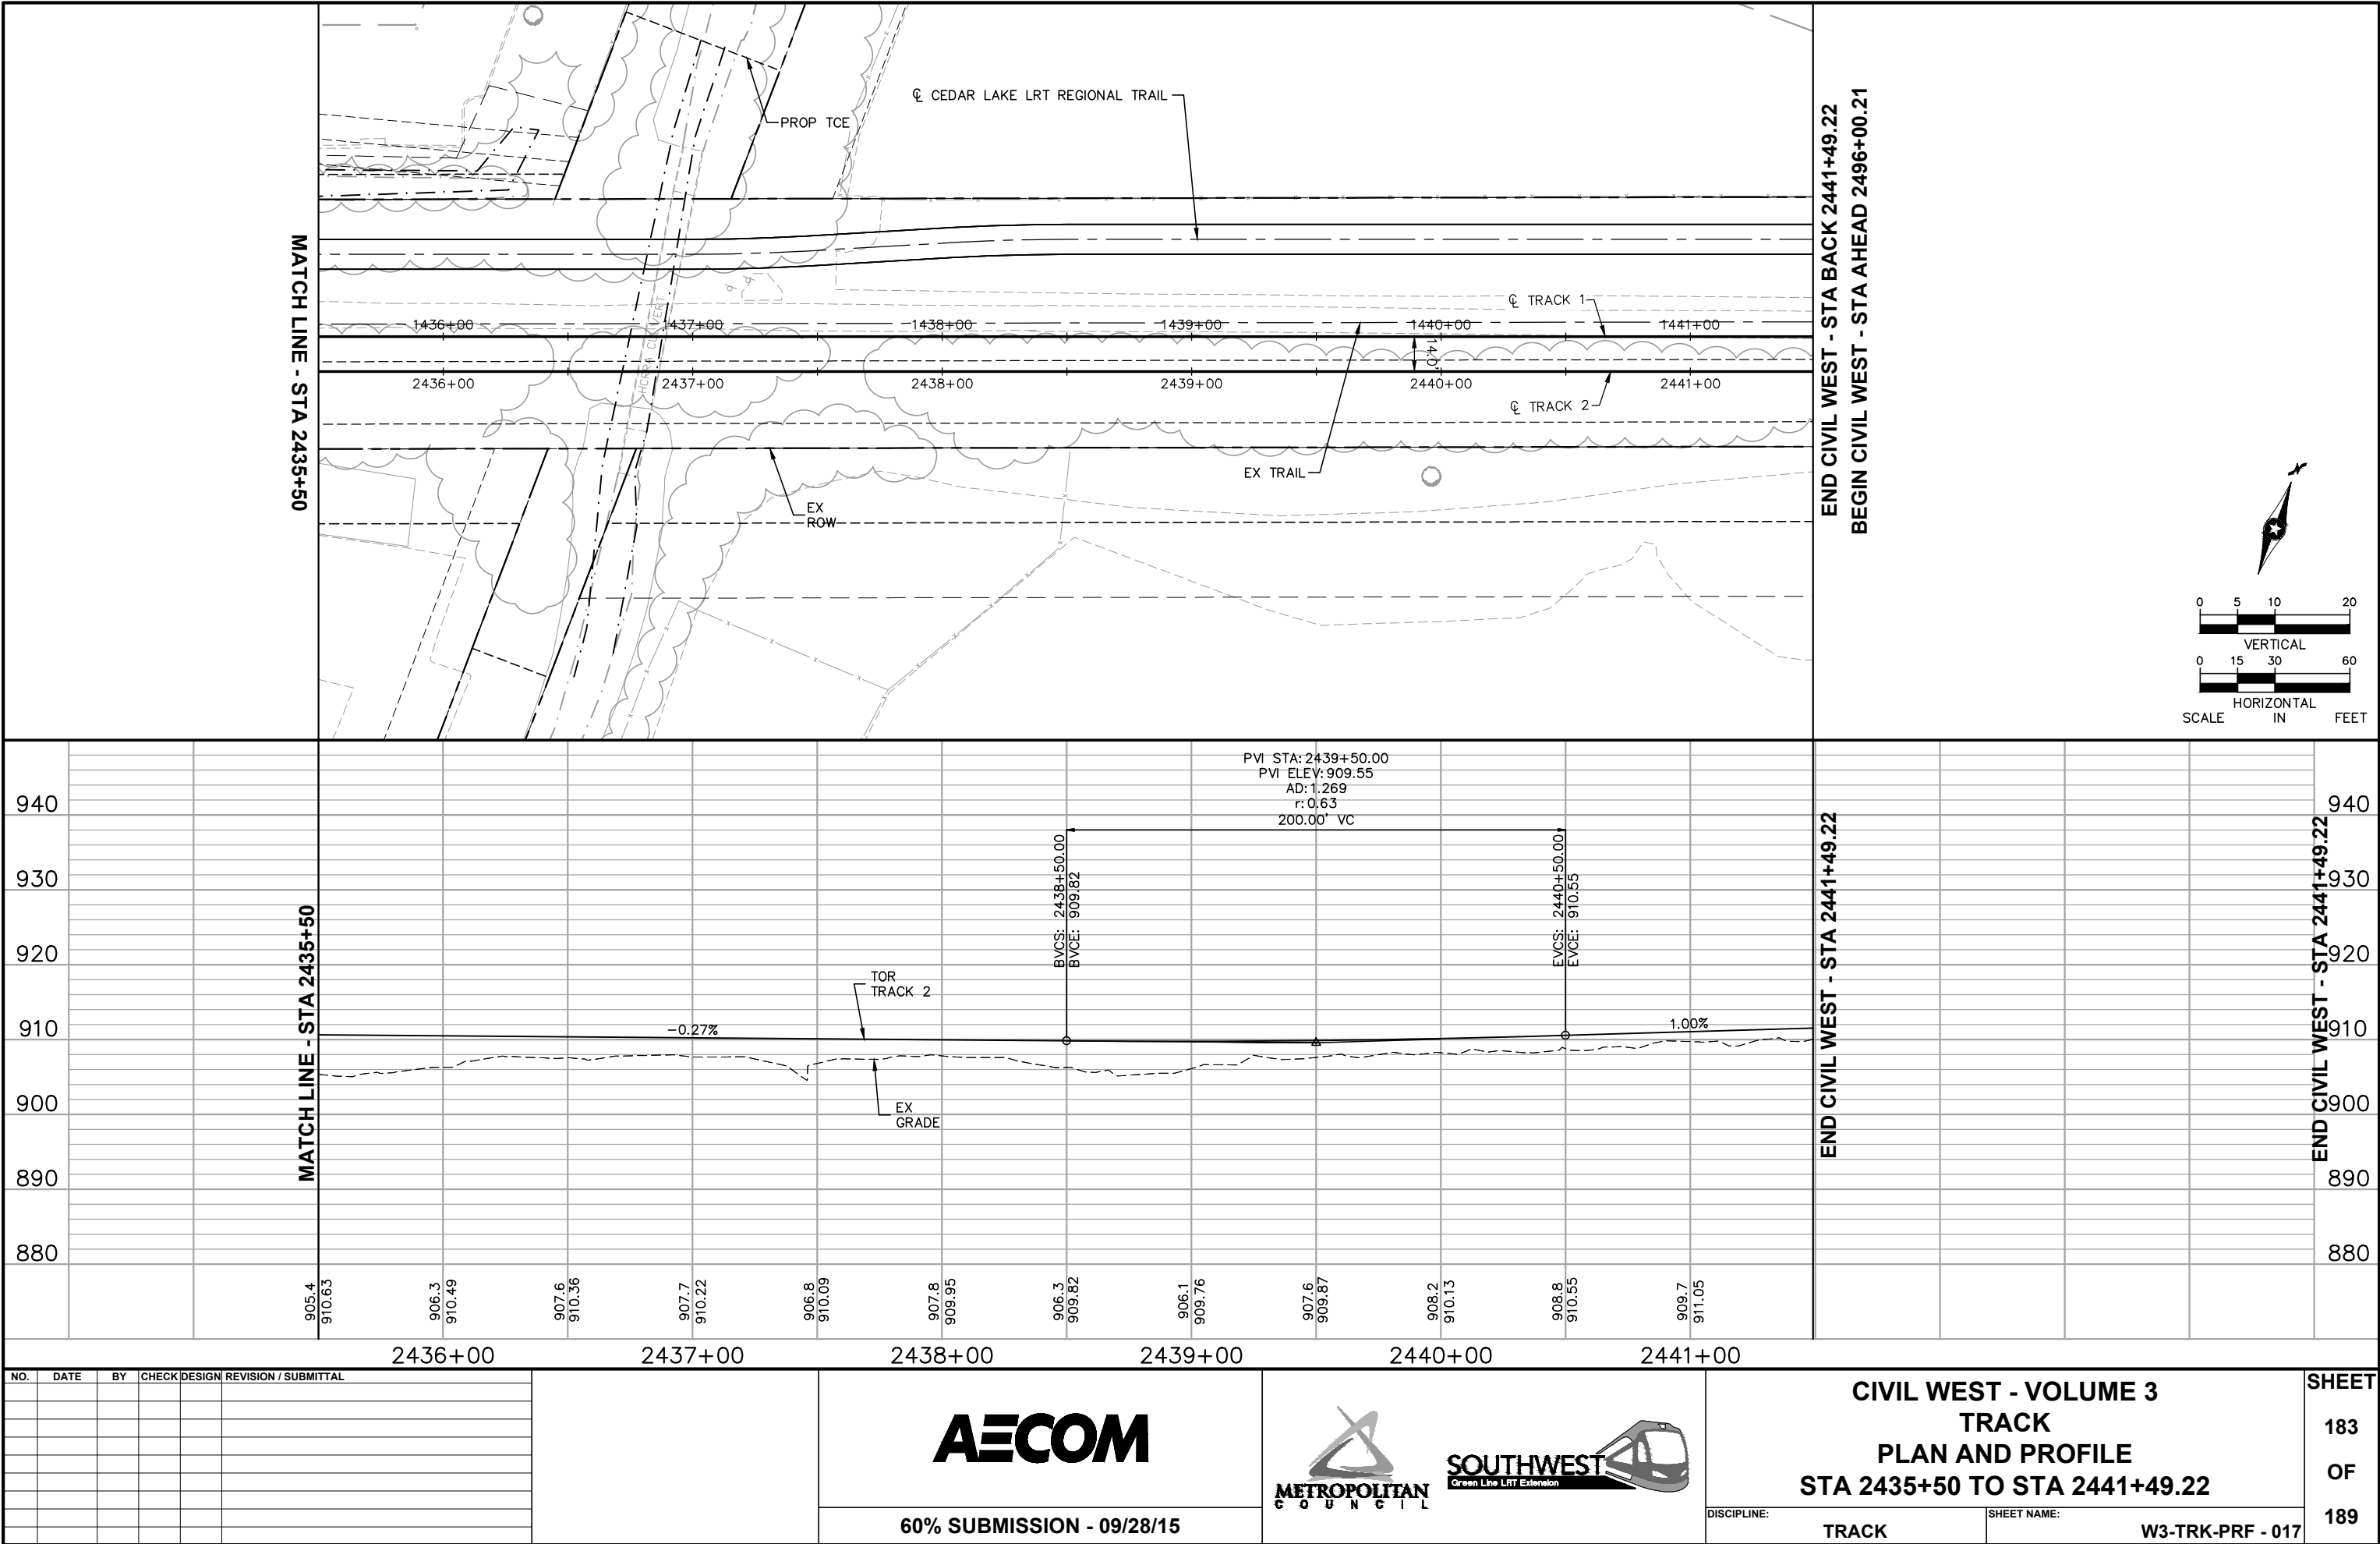 ℄ CEDAR LAKE LRT REGIONAL TRAIL
PROP TCE
MATCH LINE - STA 2435+50
HCRRA CULVERT
℄ TRACK 1
1436+00 1437+00 1438+00 1439+00 1440+00 1441+00
14.0'
2436+00 2437+00 2438+00 2439+00 2440+00 2441+00
℄ TRACK 2
EX TRAIL
EX
ROW
END CIVIL WEST - STA BACK 2441+49.22
BEGIN CIVIL WEST - STA AHEAD 2496+00.21
N
0 5 10 20
VERTICAL
0 15 30 60
HORIZONTAL
SCALE IN FEET
PVI STA: 2439+50.00
PVI ELEV: 909.55
AD: 1.269
r: 0.63
200.00' VC
BVCS: 2438+50.00
BVCE: 909.82
EVCS: 2440+50.00
EVCE: 910.55
940 940
930 930
920 920
910 910
900 900
890 890
880 880
MATCH LINE - STA 2435+50
TOR
TRACK 2
-0.27%
1.00%
EX
GRADE
END CIVIL WEST - STA 2441+49.22
END CIVIL WEST - STA 2441+49.22
905.4
910.63
906.3
910.49
907.6
910.36
907.7
910.22
906.8
910.09
907.8
909.95
906.3
909.82
906.1
909.76
907.6
909.87
908.2
910.13
908.8
910.55
909.7
911.05
2436+00 2437+00 2438+00 2439+00 2440+00 2441+00
NO. DATE BY CHECK DESIGN REVISION / SUBMITTAL
AECOM
60% SUBMISSION - 09/28/15
METROPOLITAN
COUNCIL
SOUTHWEST
Green Line LRT Extension
CIVIL WEST - VOLUME 3
TRACK
PLAN AND PROFILE
STA 2435+50 TO STA 2441+49.22
DISCIPLINE:
TRACK
SHEET NAME:
W3-TRK-PRF - 017
SHEET
183
OF
189